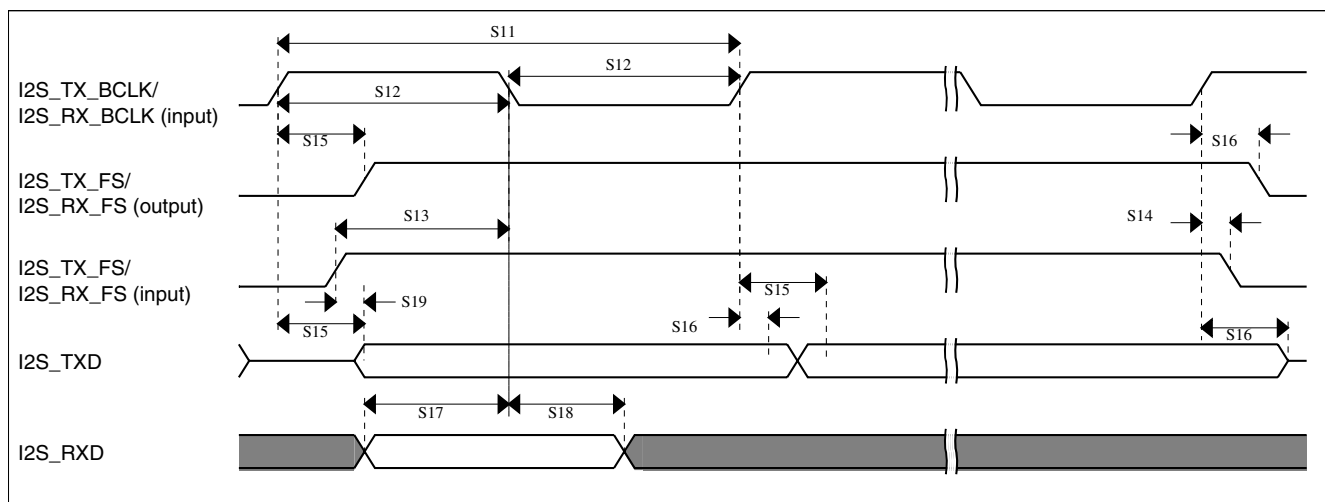 S11
S12
I2S_TX_BCLK/
I2S_RX_BCLK (input)
S12
S15
S16
I2S_TX_FS/
I2S_RX_FS (output)
S13
S14
I2S_TX_FS/
I2S_RX_FS (input)
S15
S19
S15
S16
S16
I2S_TXD
S17
S18
I2S_RXD